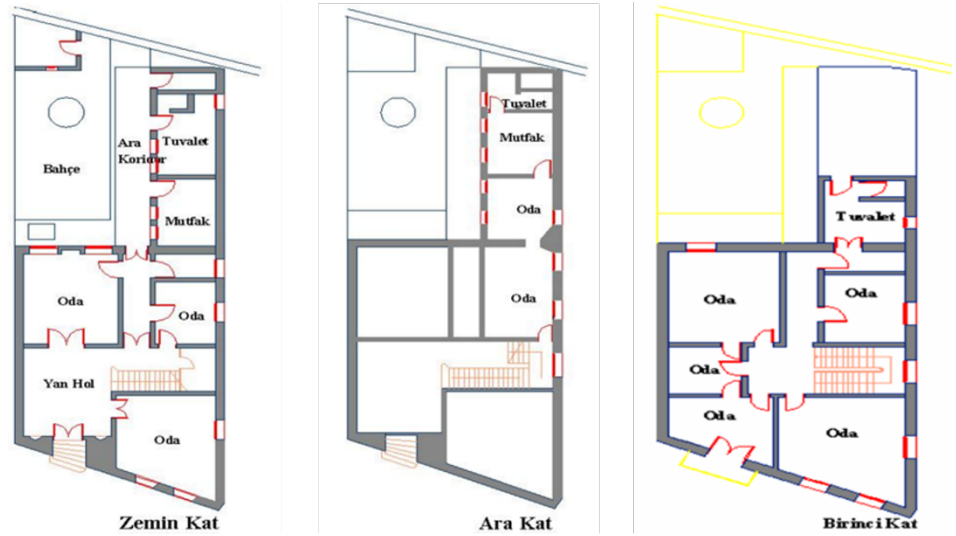 Bahçe
Ara
Koridor
Tuvalet
Mutfak
Oda
Oda
Yan Hol
Oda
Zemin Kat
Tuvalet
Mutfak
Oda
Oda
Ara Kat
Tuvalet
Oda
Oda
Oda
Oda
Oda
Birinci Kat